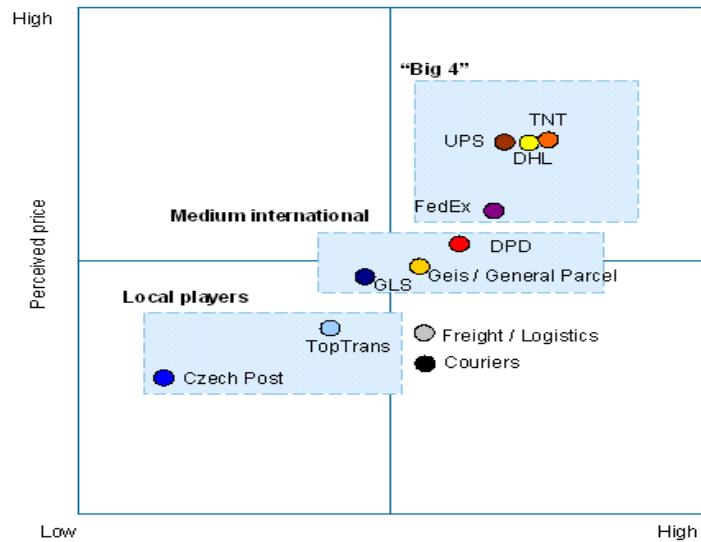 High
“Big 4”
TNT
UPS
DHL
FedEx
Medium international
DPD
Geis / General Parcel
GLS
Perceived price
Local players
Freight / Logistics
TopTrans
Couriers
Czech Post
Low
High